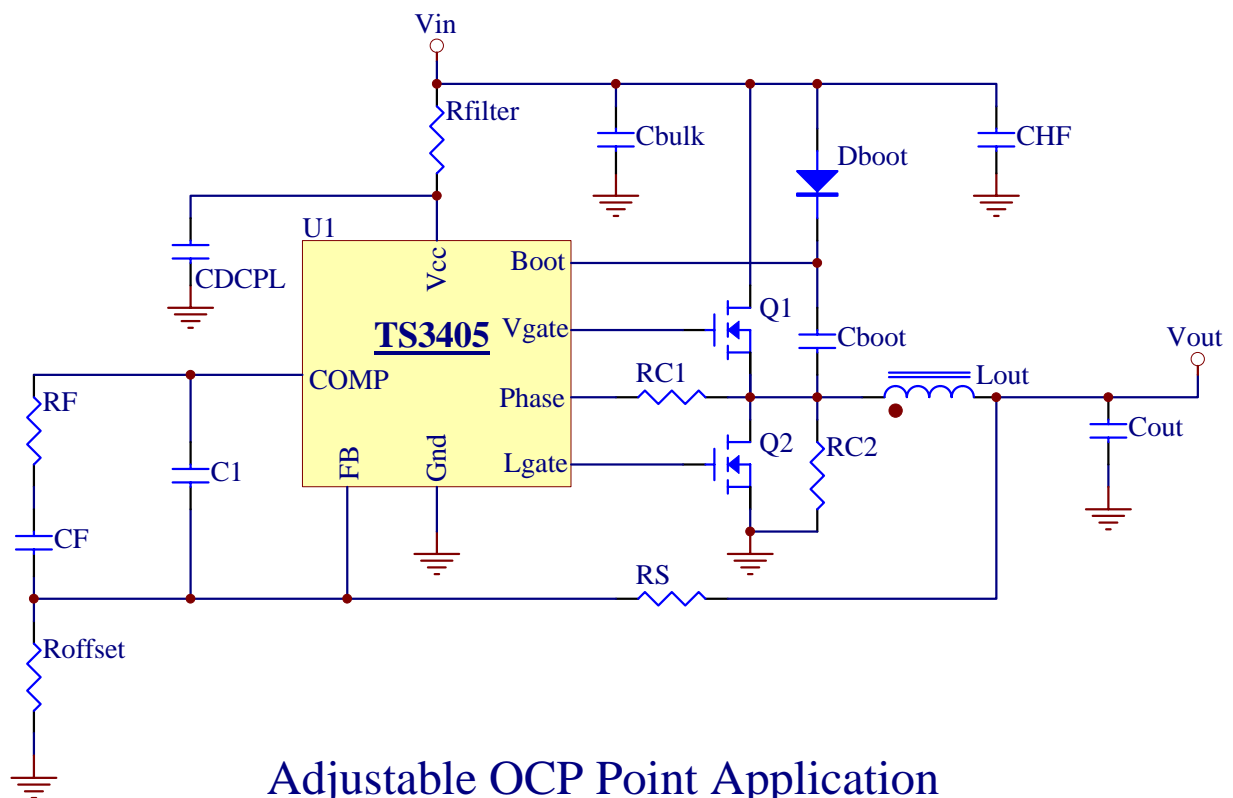 Vin
Rfilter
Cbulk
CHF
Dboot
U1
CDCPL
Vcc
Boot
TS3405
Vgate
Q1
Cboot
Vout
COMP
RC1
Lout
RF
Phase
Cout
C1
FB
Gnd
Lgate
Q2
RC2
CF
RS
Roffset
Adjustable OCP Point Application